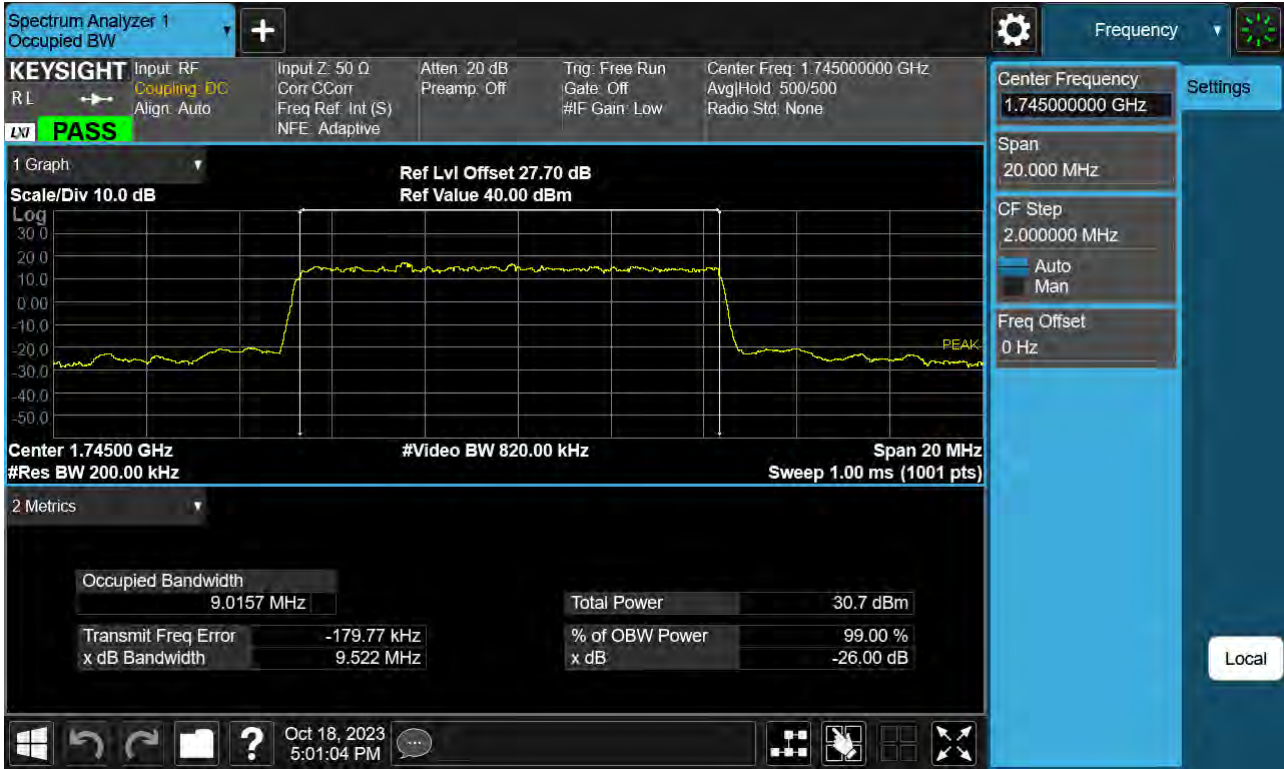 Spectrum Analyzer 1
Occupied BW
Frequency
KEYSIGHT
R L
LXI
PASS
Input: RF
Coupling: DC
Align: Auto
Input Z: 50 Ω
Corr CCorr
Freq Ref: Int (S)
NFE: Adaptive
Atten: 20 dB
Preamp: Off
Trig: Free Run
Gate: Off
#IF Gain: Low
Center Freq: 1.745000000 GHz
Avg|Hold: 500/500
Radio Std: None
Center Frequency
1.745000000 GHz
Settings
Span
20.000 MHz
CF Step
2.000000 MHz
Auto
Man
Freq Offset
0 Hz
Local
1 Graph
Scale/Div 10.0 dB
Ref Lvl Offset 27.70 dB
Ref Value 40.00 dBm
Log
30.0
20.0
10.0
0.00
-10.0
-20.0
-30.0
-40.0
-50.0
PEAK
Center 1.74500 GHz
#Video BW 820.00 kHz
Span 20 MHz
#Res BW 200.00 kHz
Sweep 1.00 ms (1001 pts)
2 Metrics
Occupied Bandwidth
9.0157 MHz
Total Power 30.7 dBm
Transmit Freq Error -179.77 kHz
% of OBW Power 99.00 %
x dB Bandwidth 9.522 MHz
x dB -26.00 dB
?
Oct 18, 2023
5:01:04 PM